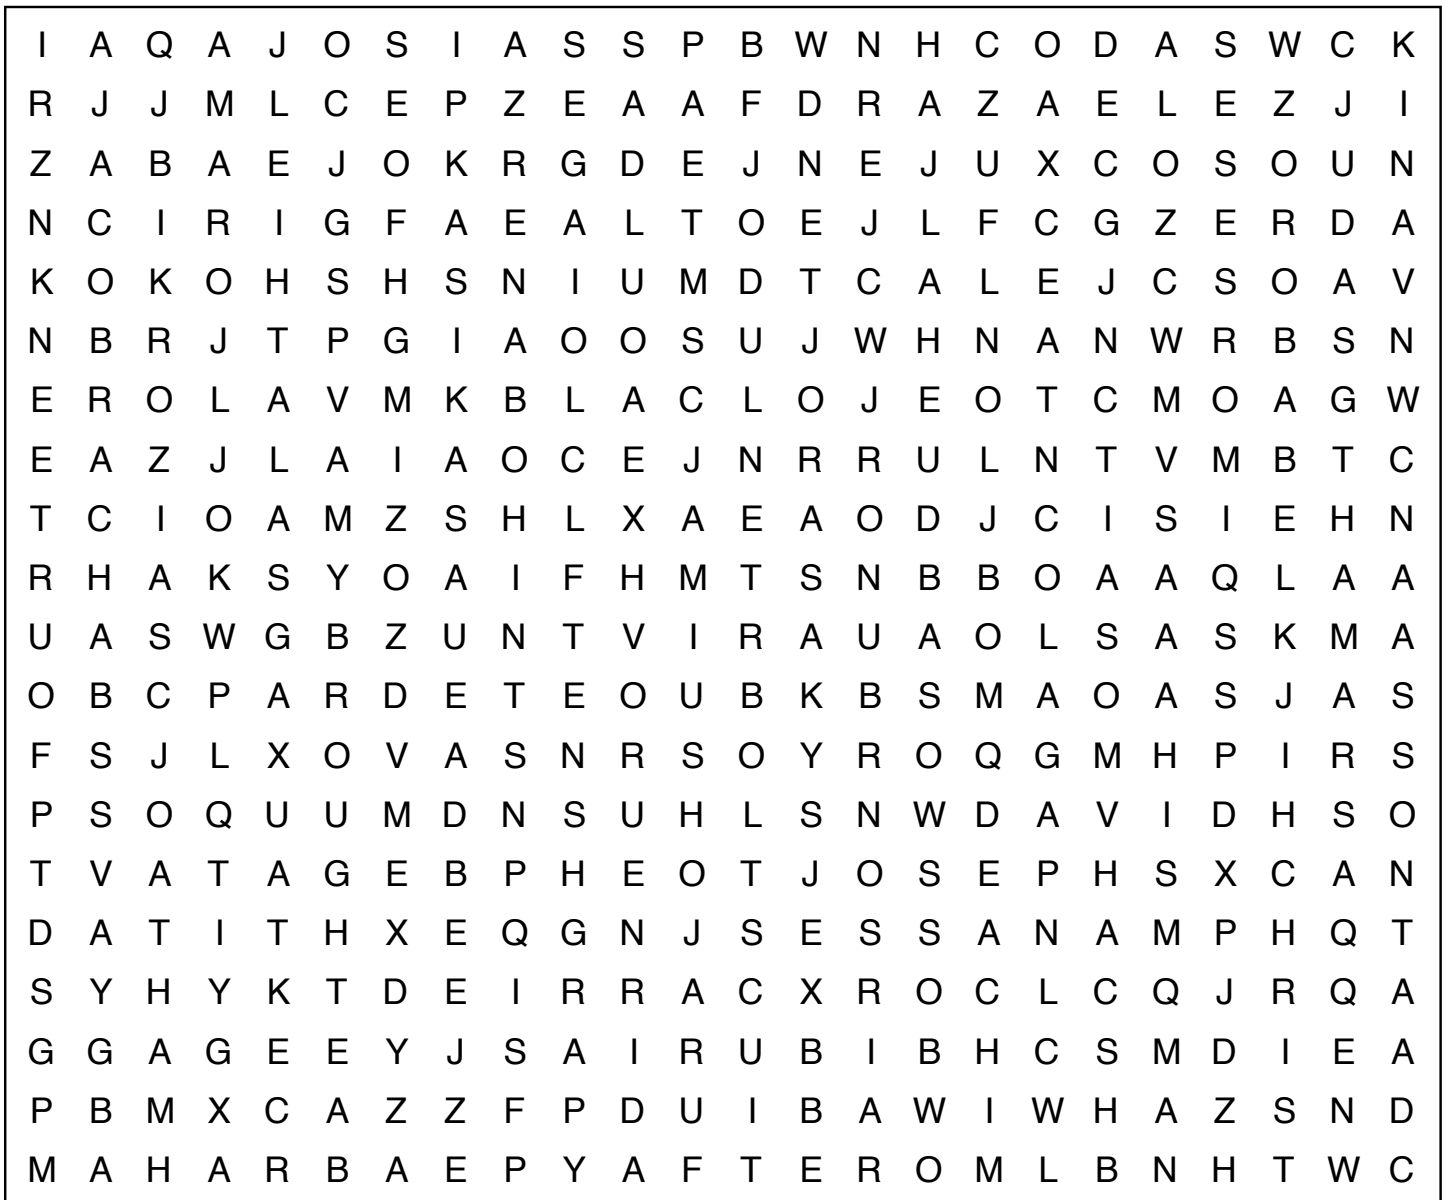 I A Q A J O S I A S S P B W N H C O D A S W C K
R J J M L C E P Z E A A F D R A Z A E L E Z J I
Z A B A E J O K R G D E J N E J U X C O S O U N
N C I R I G F A E A L T O E J L F C G Z E R D A
K O K O H S H S N I U M D T C A L E J C S O A V
N B R J T P G I A O O S U J W H N A N W R B S N
E R O L A V M K B L A C L O J E O T C M O A G W
E A Z J L A I A O C E J N R R U L N T V M B T C
T C I O A M Z S H L X A E A O D J C I S I E H N
R H A K S Y O A I F H M T S N B B O A A Q L A A
U A S W G B Z U N T V I R A U A O L S A S K M A
O B C P A R D E T E O U B K B S M A O A S J A S
F S J L X O V A S N R S O Y R O Q G M H P I R S
P S O Q U U M D N S U H L S N W D A V I D H S O
T V A T A G E B P H E O T J O S E P H S X C A N
D A T I T H X E Q G N J S E S S A N A M P H Q T
S Y H Y K T D E I R R A C X R O C L C Q J R Q A
G G A G E E Y J S A I R U B I B H C S M D I E A
P B M X C A Z Z F P D U I B A W I W H A Z S N D
M A H A R B A E P Y A F T E R O M L B N H T W C